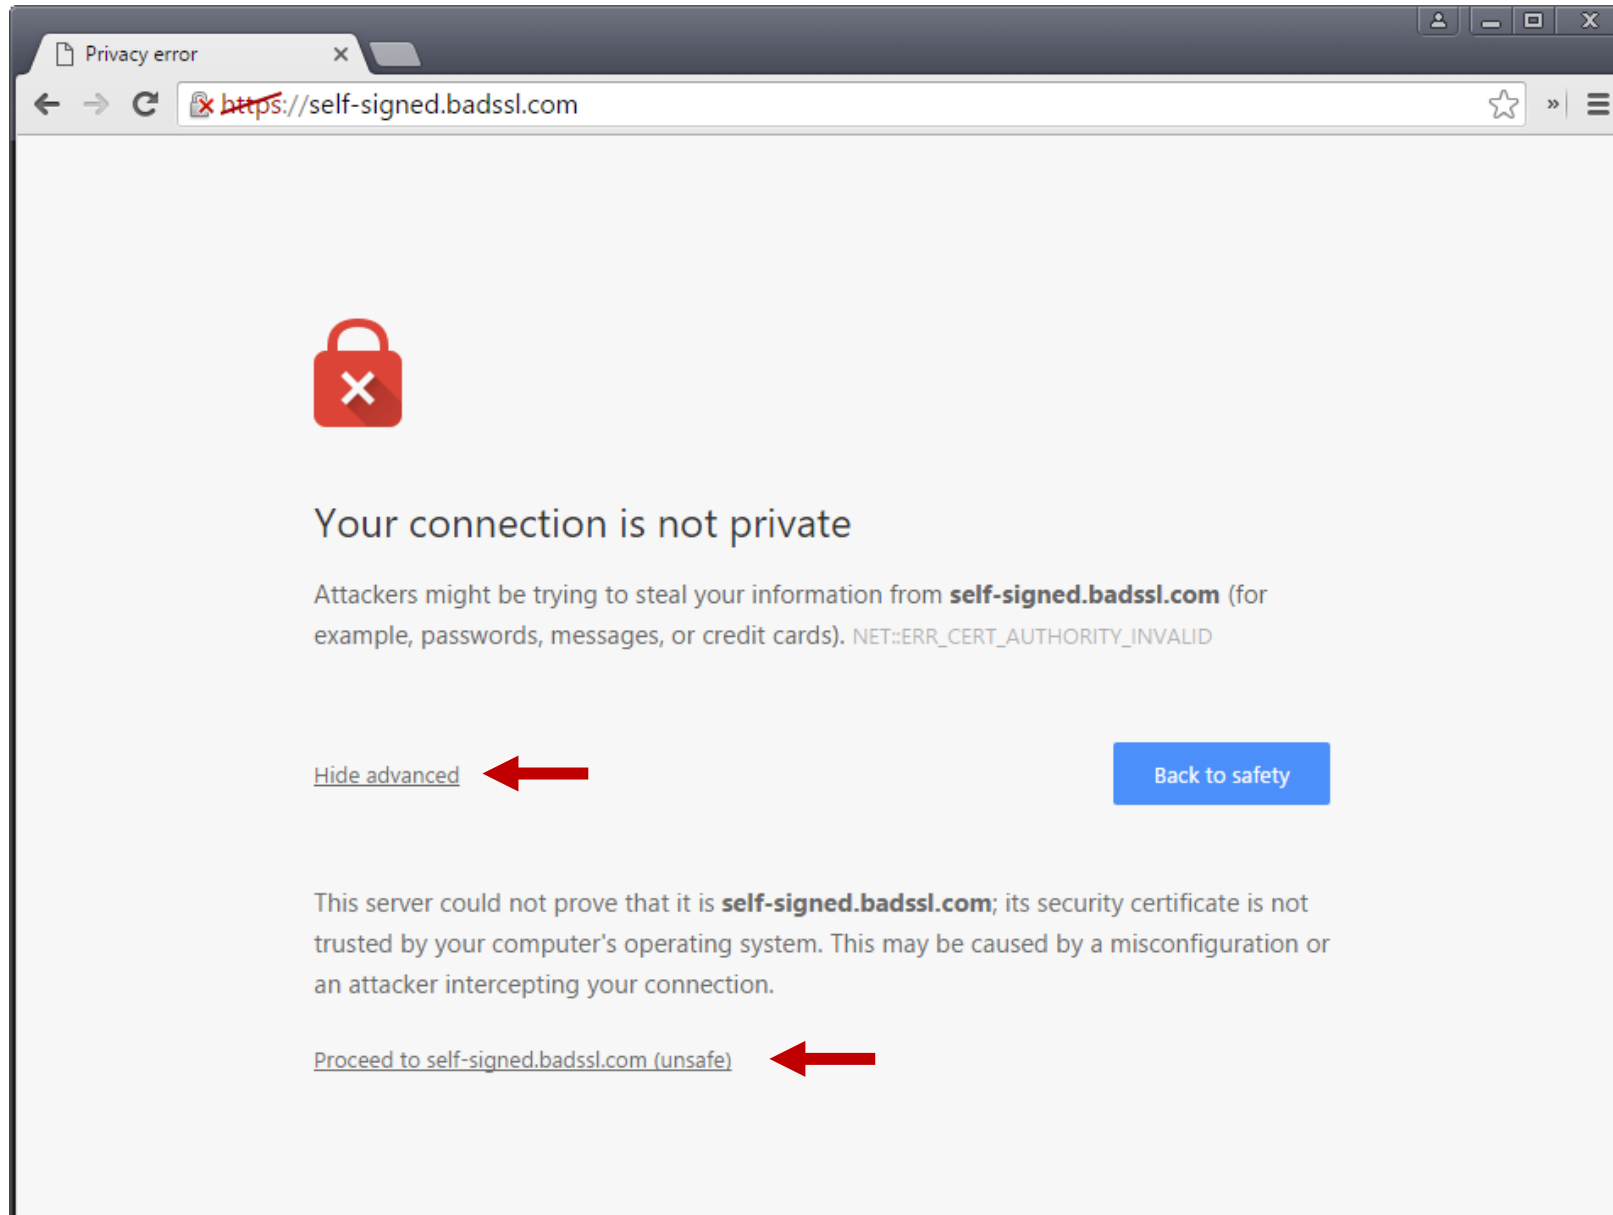 Privacy error
https://self-signed.badssl.com
Your connection is not private
Attackers might be trying to steal your information from self-signed.badssl.com (for
example, passwords, messages, or credit cards). NET::ERR_CERT_AUTHORITY_INVALID
Hide advanced
Back to safety
This server could not prove that it is self-signed.badssl.com; its security certificate is not
trusted by your computer's operating system. This may be caused by a misconfiguration or
an attacker intercepting your connection.
Proceed to self-signed.badssl.com (unsafe)